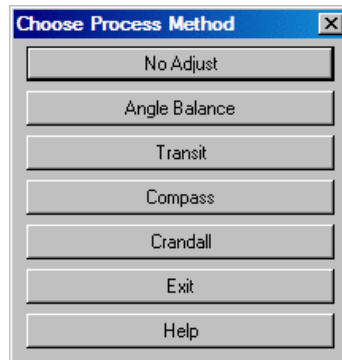 Choose Process Method
No Adjust
Angle Balance
Transit
Compass
Crandall
Exit
Help